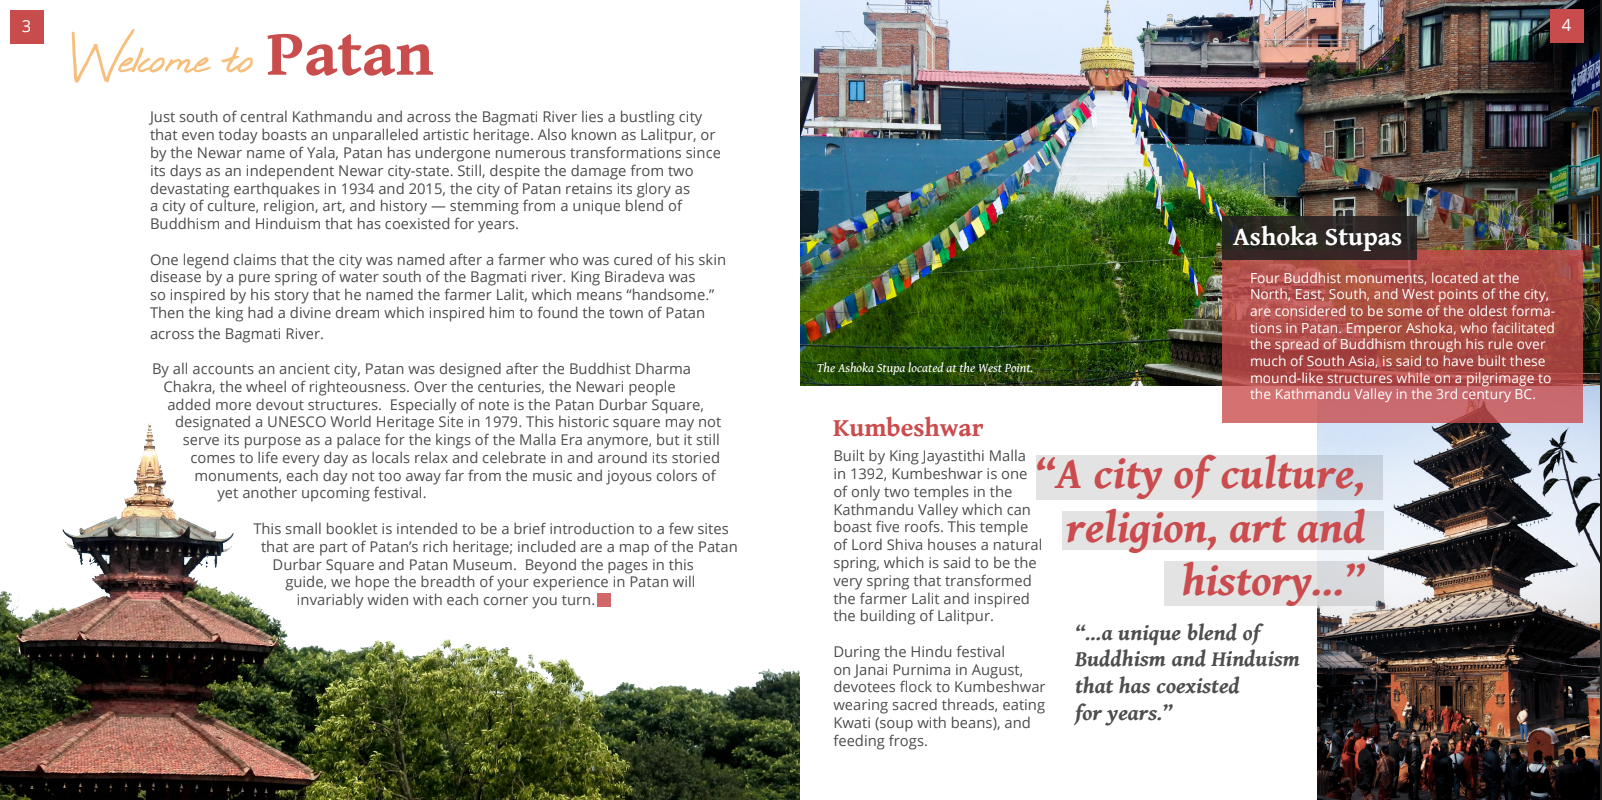 3
Welcome to Patan
Just south of central Kathmandu and across the Bagmati River lies a bustling city
that even today boasts an unparalleled artistic heritage. Also known as Lalitpur, or
by the Newar name of Yala, Patan has undergone numerous transformations since
its days as an independent Newar city-state. Still, despite the damage from two
devastating earthquakes in 1934 and 2015, the city of Patan retains its glory as
a city of culture, religion, art, and history — stemming from a unique blend of
Buddhism and Hinduism that has coexisted for years.
One legend claims that the city was named after a farmer who was cured of his skin
disease by a pure spring of water south of the Bagmati river. King Biradeva was
so inspired by his story that he named the farmer Lalit, which means “handsome.”
Then the king had a divine dream which inspired him to found the town of Patan
across the Bagmati River.
By all accounts an ancient city, Patan was designed after the Buddhist Dharma
Chakra, the wheel of righteousness. Over the centuries, the Newari people
added more devout structures.  Especially of note is the Patan Durbar Square,
designated a UNESCO World Heritage Site in 1979. This historic square may not
serve its purpose as a palace for the kings of the Malla Era anymore, but it still
comes to life every day as locals relax and celebrate in and around its storied
monuments, each day not too away far from the music and joyous colors of
yet another upcoming festival.
This small booklet is intended to be a brief introduction to a few sites
that are part of Patan’s rich heritage; included are a map of the Patan
Durbar Square and Patan Museum.  Beyond the pages in this
guide, we hope the breadth of your experience in Patan will
invariably widen with each corner you turn.
4
Ashoka Stupas
Four Buddhist monuments, located at the
North, East, South, and West points of the city,
are considered to be some of the oldest forma-
tions in Patan. Emperor Ashoka, who facilitated
the spread of Buddhism through his rule over
much of South Asia, is said to have built these
mound-like structures while on a pilgrimage to
the Kathmandu Valley in the 3rd century BC.
The Ashoka Stupa located at the West Point.
Kumbeshwar
Built by King Jayastithi Malla
in 1392, Kumbeshwar is one
of only two temples in the
Kathmandu Valley which can
boast five roofs. This temple
of Lord Shiva houses a natural
spring, which is said to be the
very spring that transformed
the farmer Lalit and inspired
the building of Lalitpur.
During the Hindu festival
on Janai Purnima in August,
devotees flock to Kumbeshwar
wearing sacred threads, eating
Kwati (soup with beans), and
feeding frogs.
“A city of culture,
religion, art and
history...”
“...a unique blend of
Buddhism and Hinduism
that has coexisted
for years.”